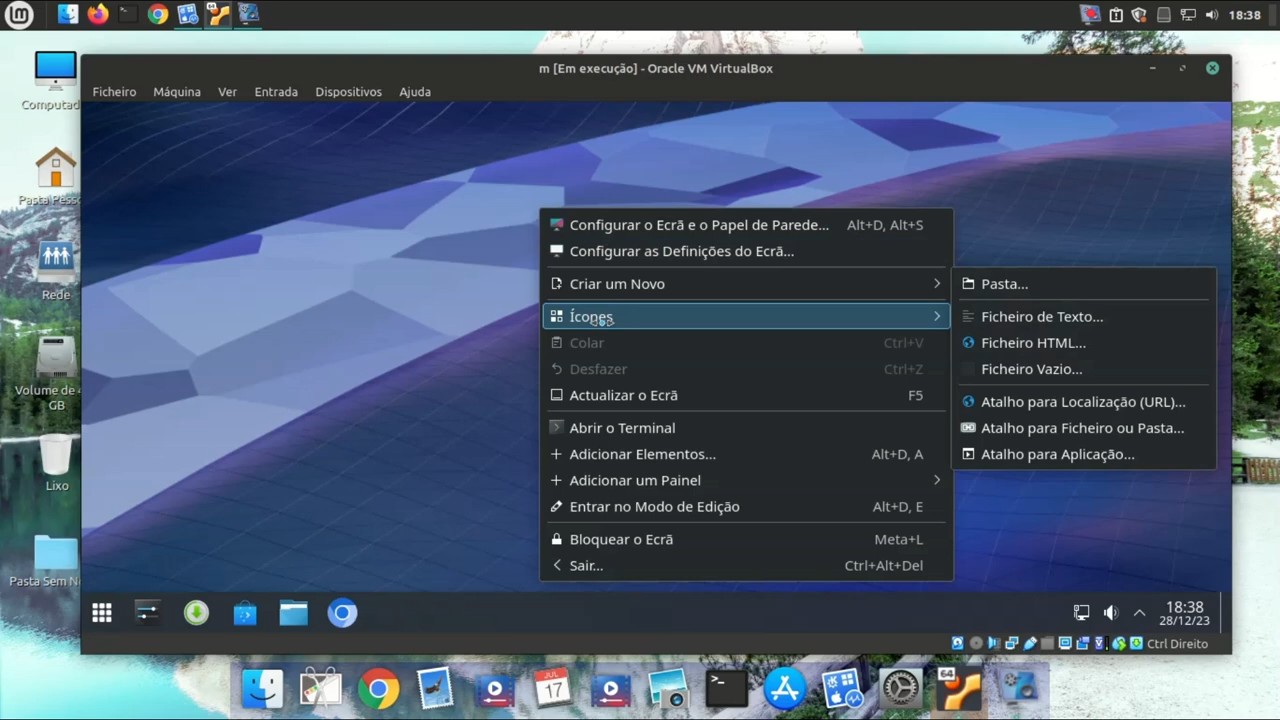 18:38
m [Em execução] - Oracle VM VirtualBox
Ficheiro Máquina Ver Entrada Dispositivos Ajuda
Computad
Pasta Pesso
Rede
Volume de 4
GB
Lixo
Pasta Sem N
Configurar o Ecrã e o Papel de Parede... Alt+D, Alt+S
Configurar as Definições do Ecrã...
Criar um Novo
Ícones
Colar Ctrl+V
Desfazer Ctrl+Z
Actualizar o Ecrã F5
Abrir o Terminal
Adicionar Elementos... Alt+D, A
Adicionar um Painel
Entrar no Modo de Edição Alt+D, E
Bloquear o Ecrã Meta+L
Sair... Ctrl+Alt+Del
Pasta...
Ficheiro de Texto...
Ficheiro HTML...
Ficheiro Vazio...
Atalho para Localização (URL)...
Atalho para Ficheiro ou Pasta...
Atalho para Aplicação...
18:38
28/12/23
Ctrl Direito
JUL
17
64